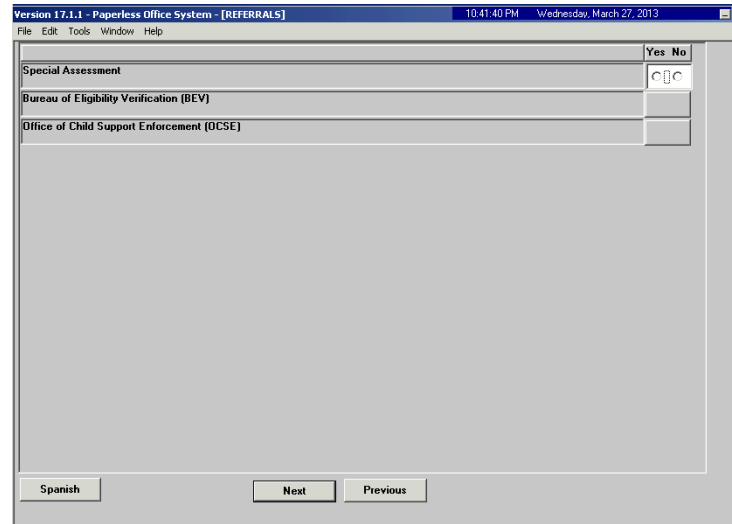 Version 17.1.1 - Paperless Office System - [REFERRALS] 10:41:40 PM Wednesday, March 27, 2013
File Edit Tools Window Help
Yes No
Special Assessment
Bureau of Eligibility Verification (BEV)
Office of Child Support Enforcement (OCSE)
Spanish Next Previous